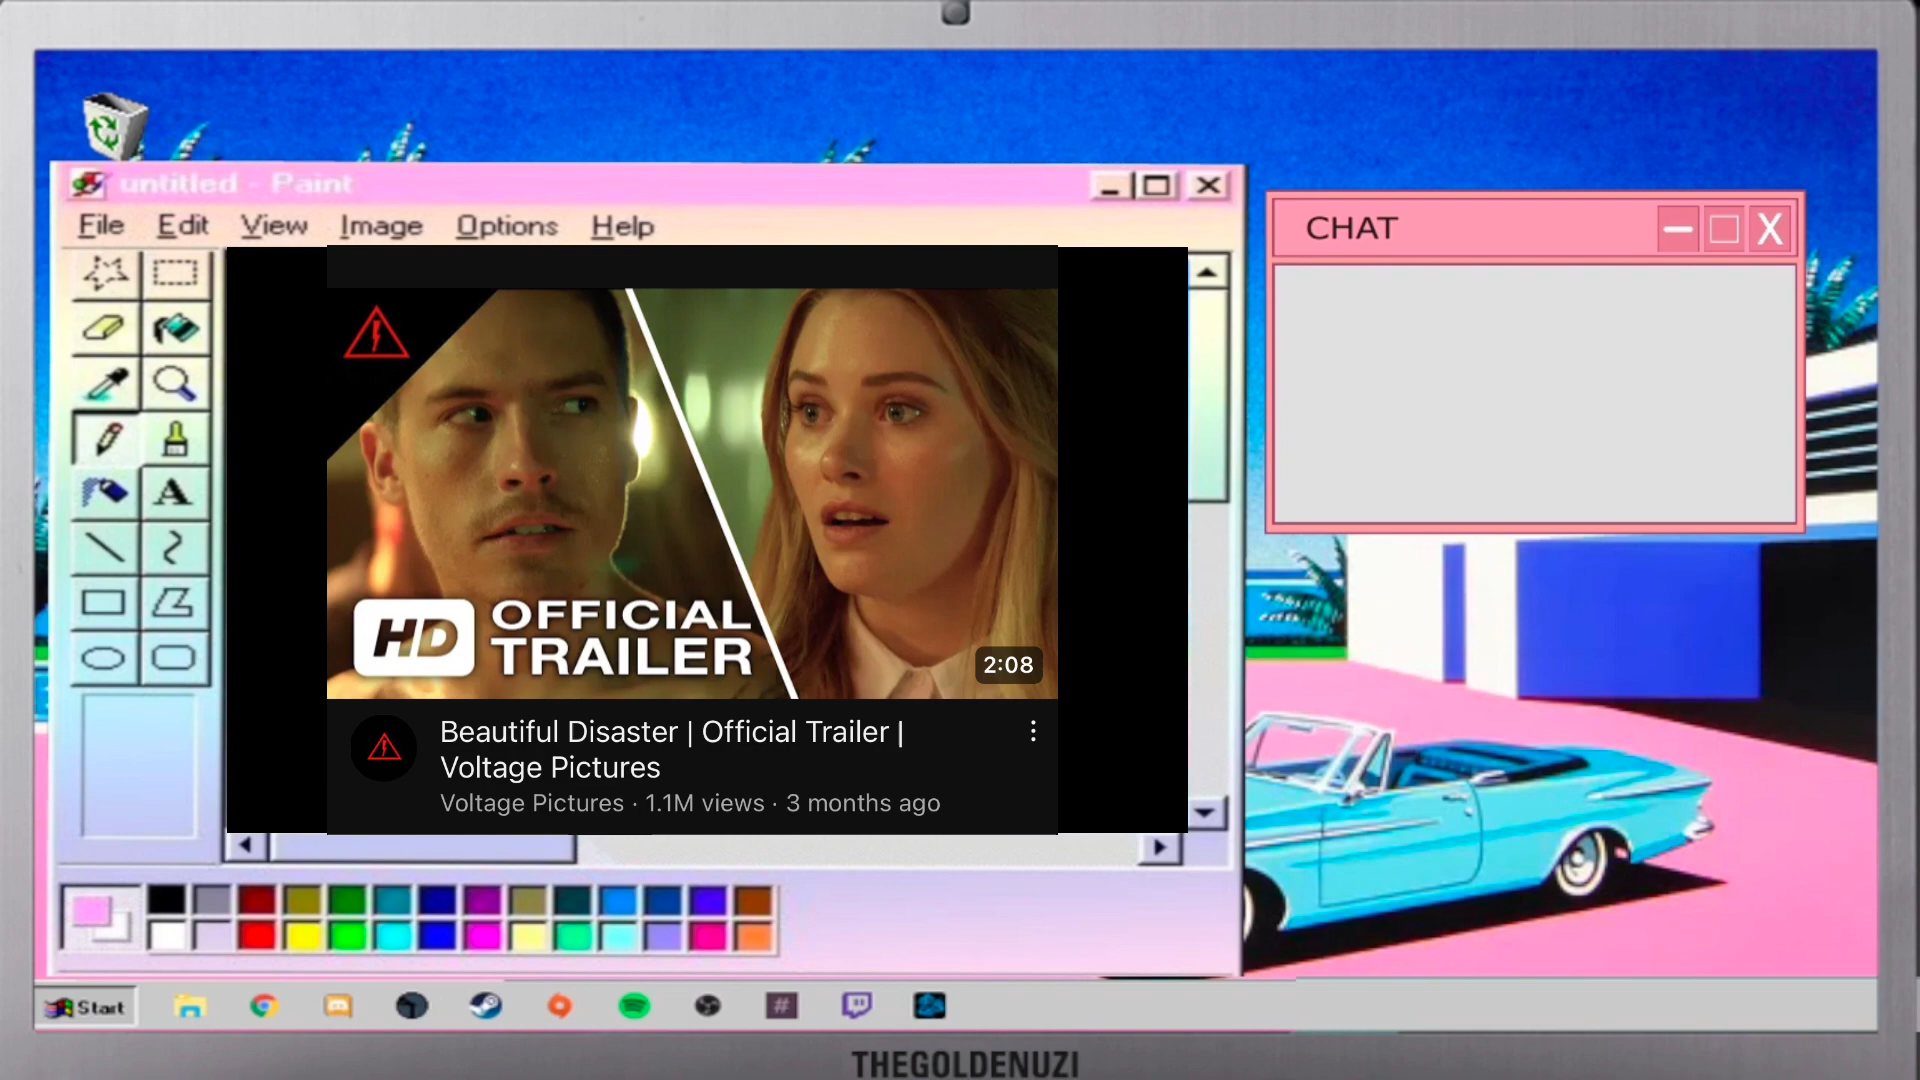 untitled - Paint
File Edit View Image Options Help
CHAT
A
HD OFFICIAL
TRAILER
2:08
Beautiful Disaster | Official Trailer |
Voltage Pictures
Voltage Pictures · 1.1M views · 3 months ago
Start
#
THEGOLDENUZI